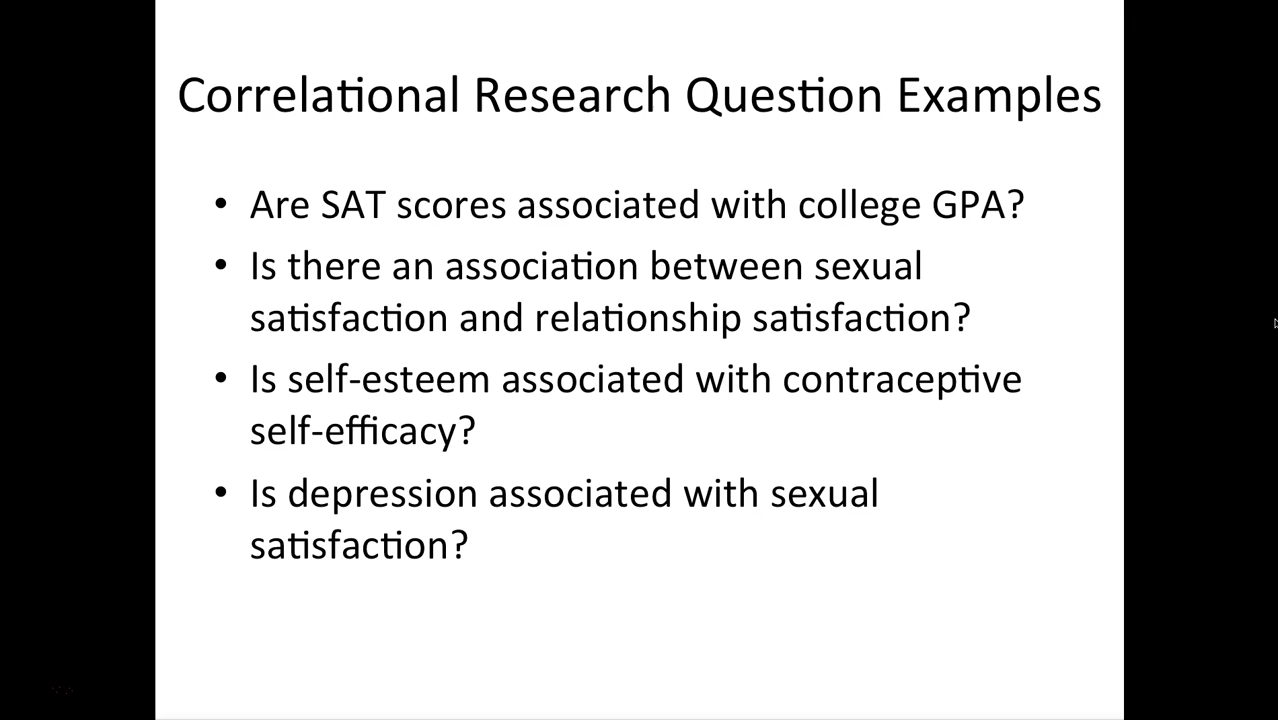 Correlational Research Question Examples
• Are SAT scores associated with college GPA?
• Is there an association between sexual
satisfaction and relationship satisfaction?
• Is self-esteem associated with contraceptive
self-efficacy?
• Is depression associated with sexual
satisfaction?